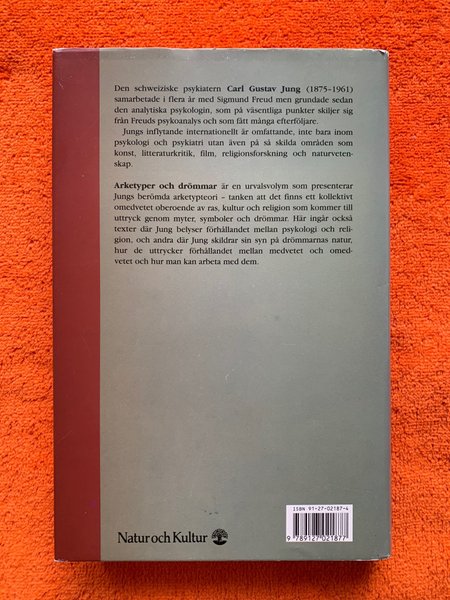 Den schweiziske psykiatern Carl Gustav Jung (1875–1961)
samarbetade i flera år med Sigmund Freud men grundade sedan
den analytiska psykologin, som på väsentliga punkter skiljer sig
från Freuds psykoanalys och som fått många efterföljare.
Jungs inflytande internationellt är omfattande, inte bara inom
psykologi och psykiatri utan även på så skilda områden som
konst, litteraturkritik, film, religionsforskning och naturveten-
skap.
Arketyper och drömmar är en urvalsvolym som presenterar
Jungs berömda arketypteori – tanken att det finns ett kollektivt
omedvetet oberoende av ras, kultur och religion som kommer till
uttryck genom myter, symboler och drömmar. Här ingår också
texter där Jung belyser förhållandet mellan psykologi och reli-
gion, och andra där Jung skildrar sin syn på drömmarnas natur,
hur de uttrycker förhållandet mellan medvetet och omed-
vetet och hur man kan arbeta med dem.
ISBN 91-27-02187-4
9 789127 021877
Natur och Kultur